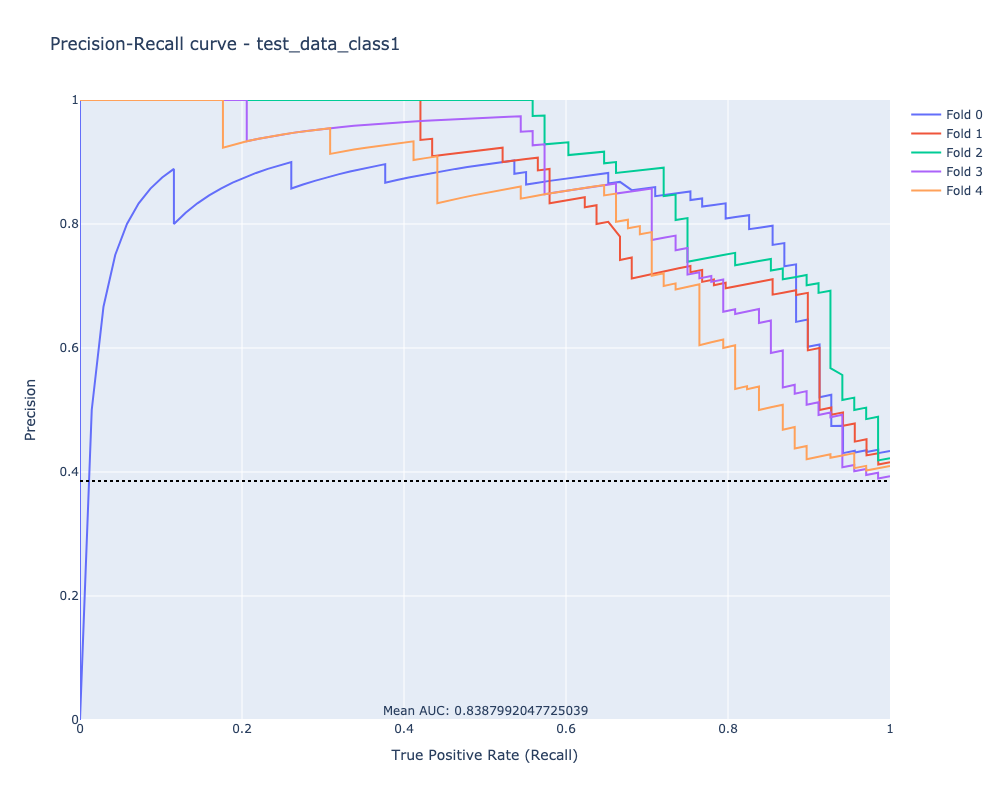 Precision-Recall curve - test_data_class1
Fold 0
Fold 1
Fold 2
Fold 3
Fold 4
1
0.8
0.6
0.4
0.2
0
Precision
Mean AUC: 0.8387992047725039
0
0.2
0.4
0.6
0.8
1
True Positive Rate (Recall)